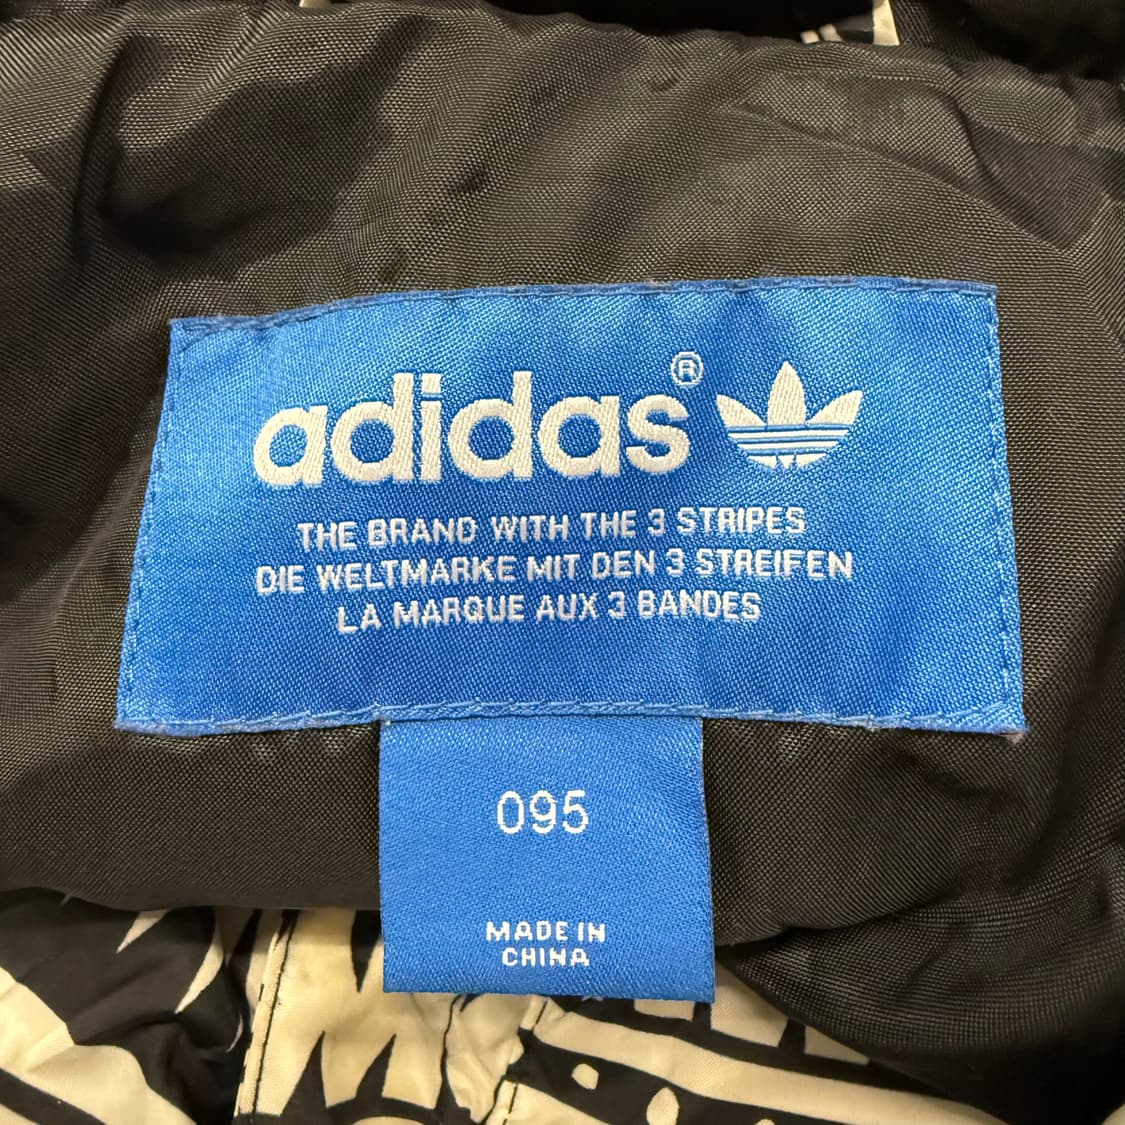 adidas®
THE BRAND WITH THE 3 STRIPES
DIE WELTMARKE MIT DEN 3 STREIFEN
LA MARQUE AUX 3 BANDES
095
MADE IN
CHINA